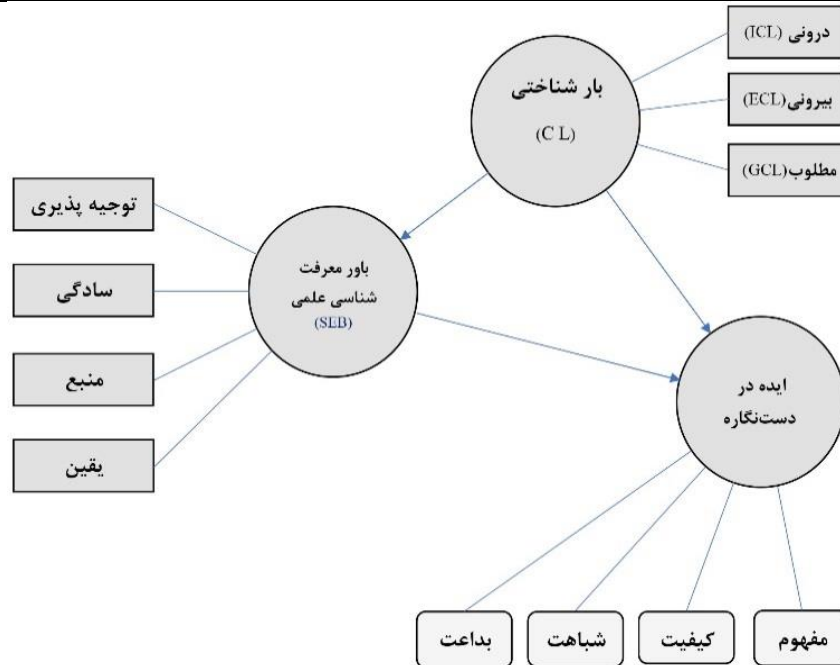 درونی (ICL)
بیرونی (ECL)
مطلوب (GCL)
بار شناختی
(C L)
توجیه پذیری
سادگی
منبع
یقین
باور معرفت
شناسی علمی
(SEB)
ایده در
دست‌نگاره
مفهوم
کیفیت
شباهت
بداعت